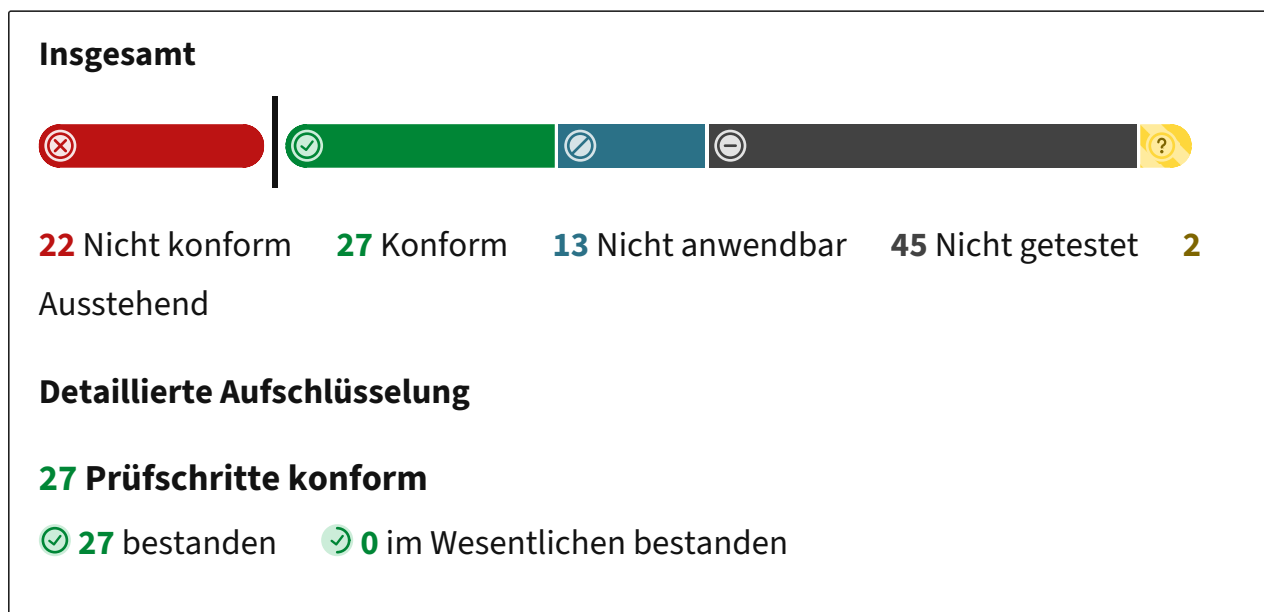 Insgesamt
22 Nicht konform 27 Konform 13 Nicht anwendbar 45 Nicht getestet 2
Ausstehend
Detaillierte Aufschlüsselung
27 Prüfschritte konform
27 bestanden 0 im Wesentlichen bestanden